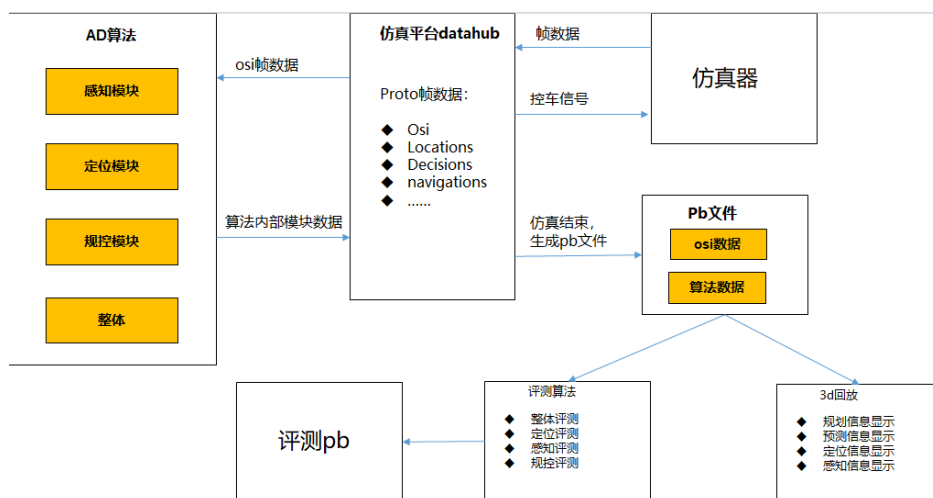 AD算法
感知模块
定位模块
规控模块
整体
osi帧数据
算法内部模块数据
仿真平台datahub
Proto帧数据：
◆ Osi
◆ Locations
◆ Decisions
◆ navigations
◆ ……
帧数据
控车信号
仿真器
仿真结束，
生成pb文件
Pb文件
osi数据
算法数据
评测pb
评测算法
◆ 整体评测
◆ 定位评测
◆ 感知评测
◆ 规控评测
3d回放
◆ 规划信息显示
◆ 预测信息显示
◆ 定位信息显示
◆ 感知信息显示